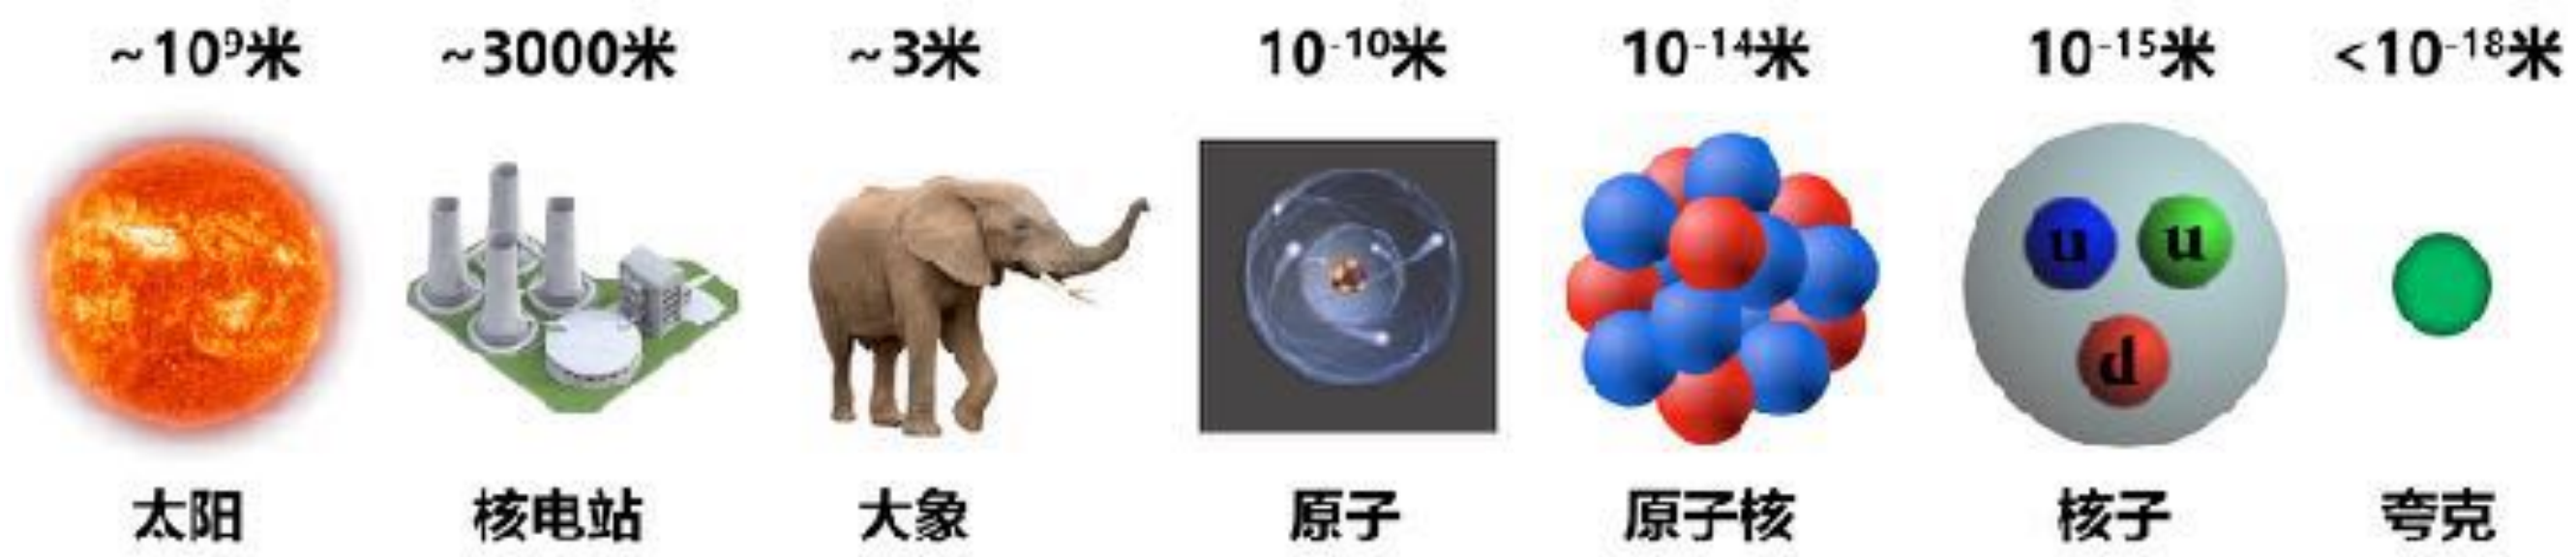 ~10⁹米 ~3000米 ~3米 10⁻¹⁰米 10⁻¹⁴米 10⁻¹⁵米 <10⁻¹⁸米
u u
d
太阳 核电站 大象 原子 原子核 核子 夸克